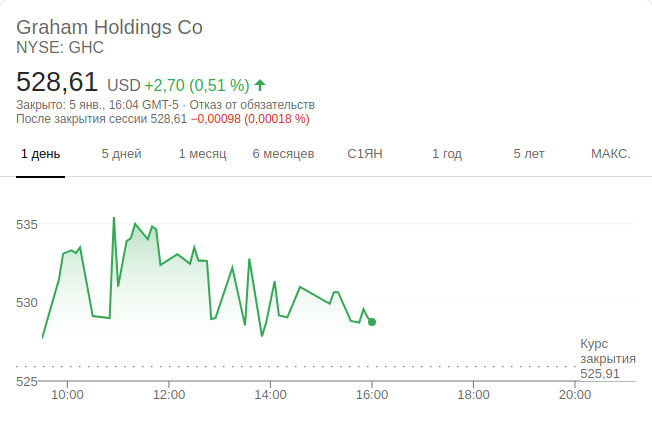 Graham Holdings Co
NYSE: GHC
528,61 USD +2,70 (0,51 %)
Закрыто: 5 янв., 16:04 GMT-5 · Отказ от обязательств
После закрытия сессии 528,61 −0,00098 (0,00018 %)
1 день 5 дней 1 месяц 6 месяцев С1ЯН 1 год 5 лет МАКС.
535
530
Курс
закрытия
525,91
525
10:00 12:00 14:00 16:00 18:00 20:00